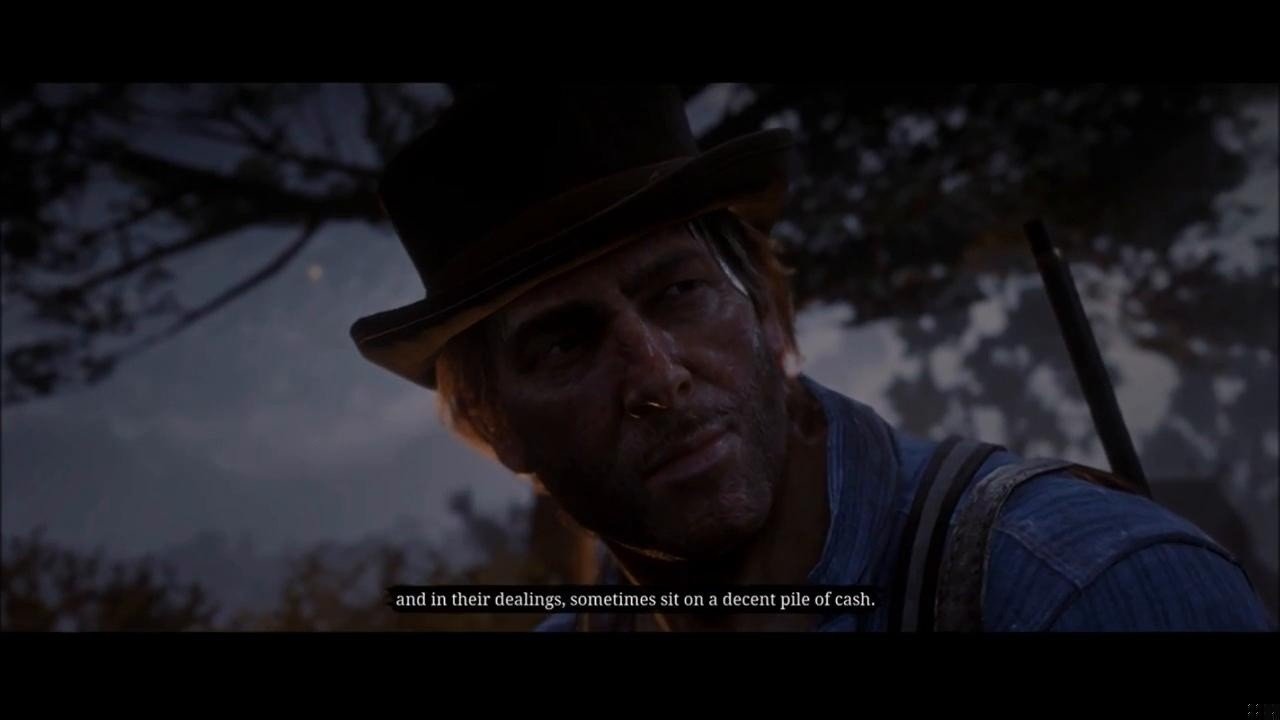 and in their dealings, sometimes sit on a decent pile of cash.